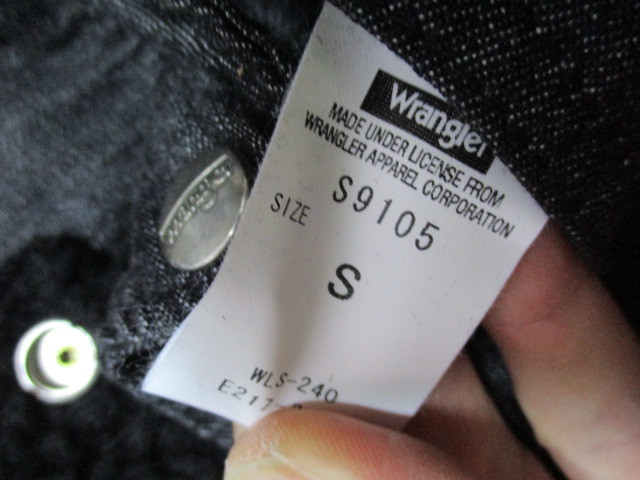 Wrangler
MADE UNDER LICENSE FROM
WRANGLER APPAREL CORPORATION
S9105
SIZE
S
WLS-240